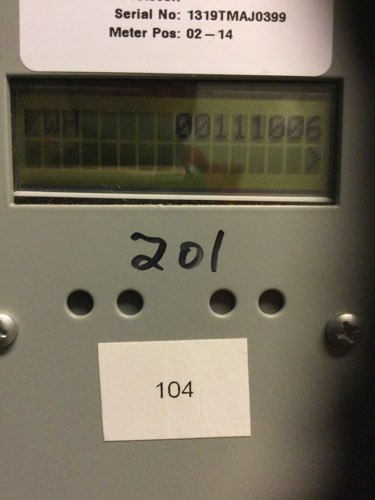 Serial No: 1319TMAJ0399
Meter Pos: 02-14
KWH 00111006
>
201
104